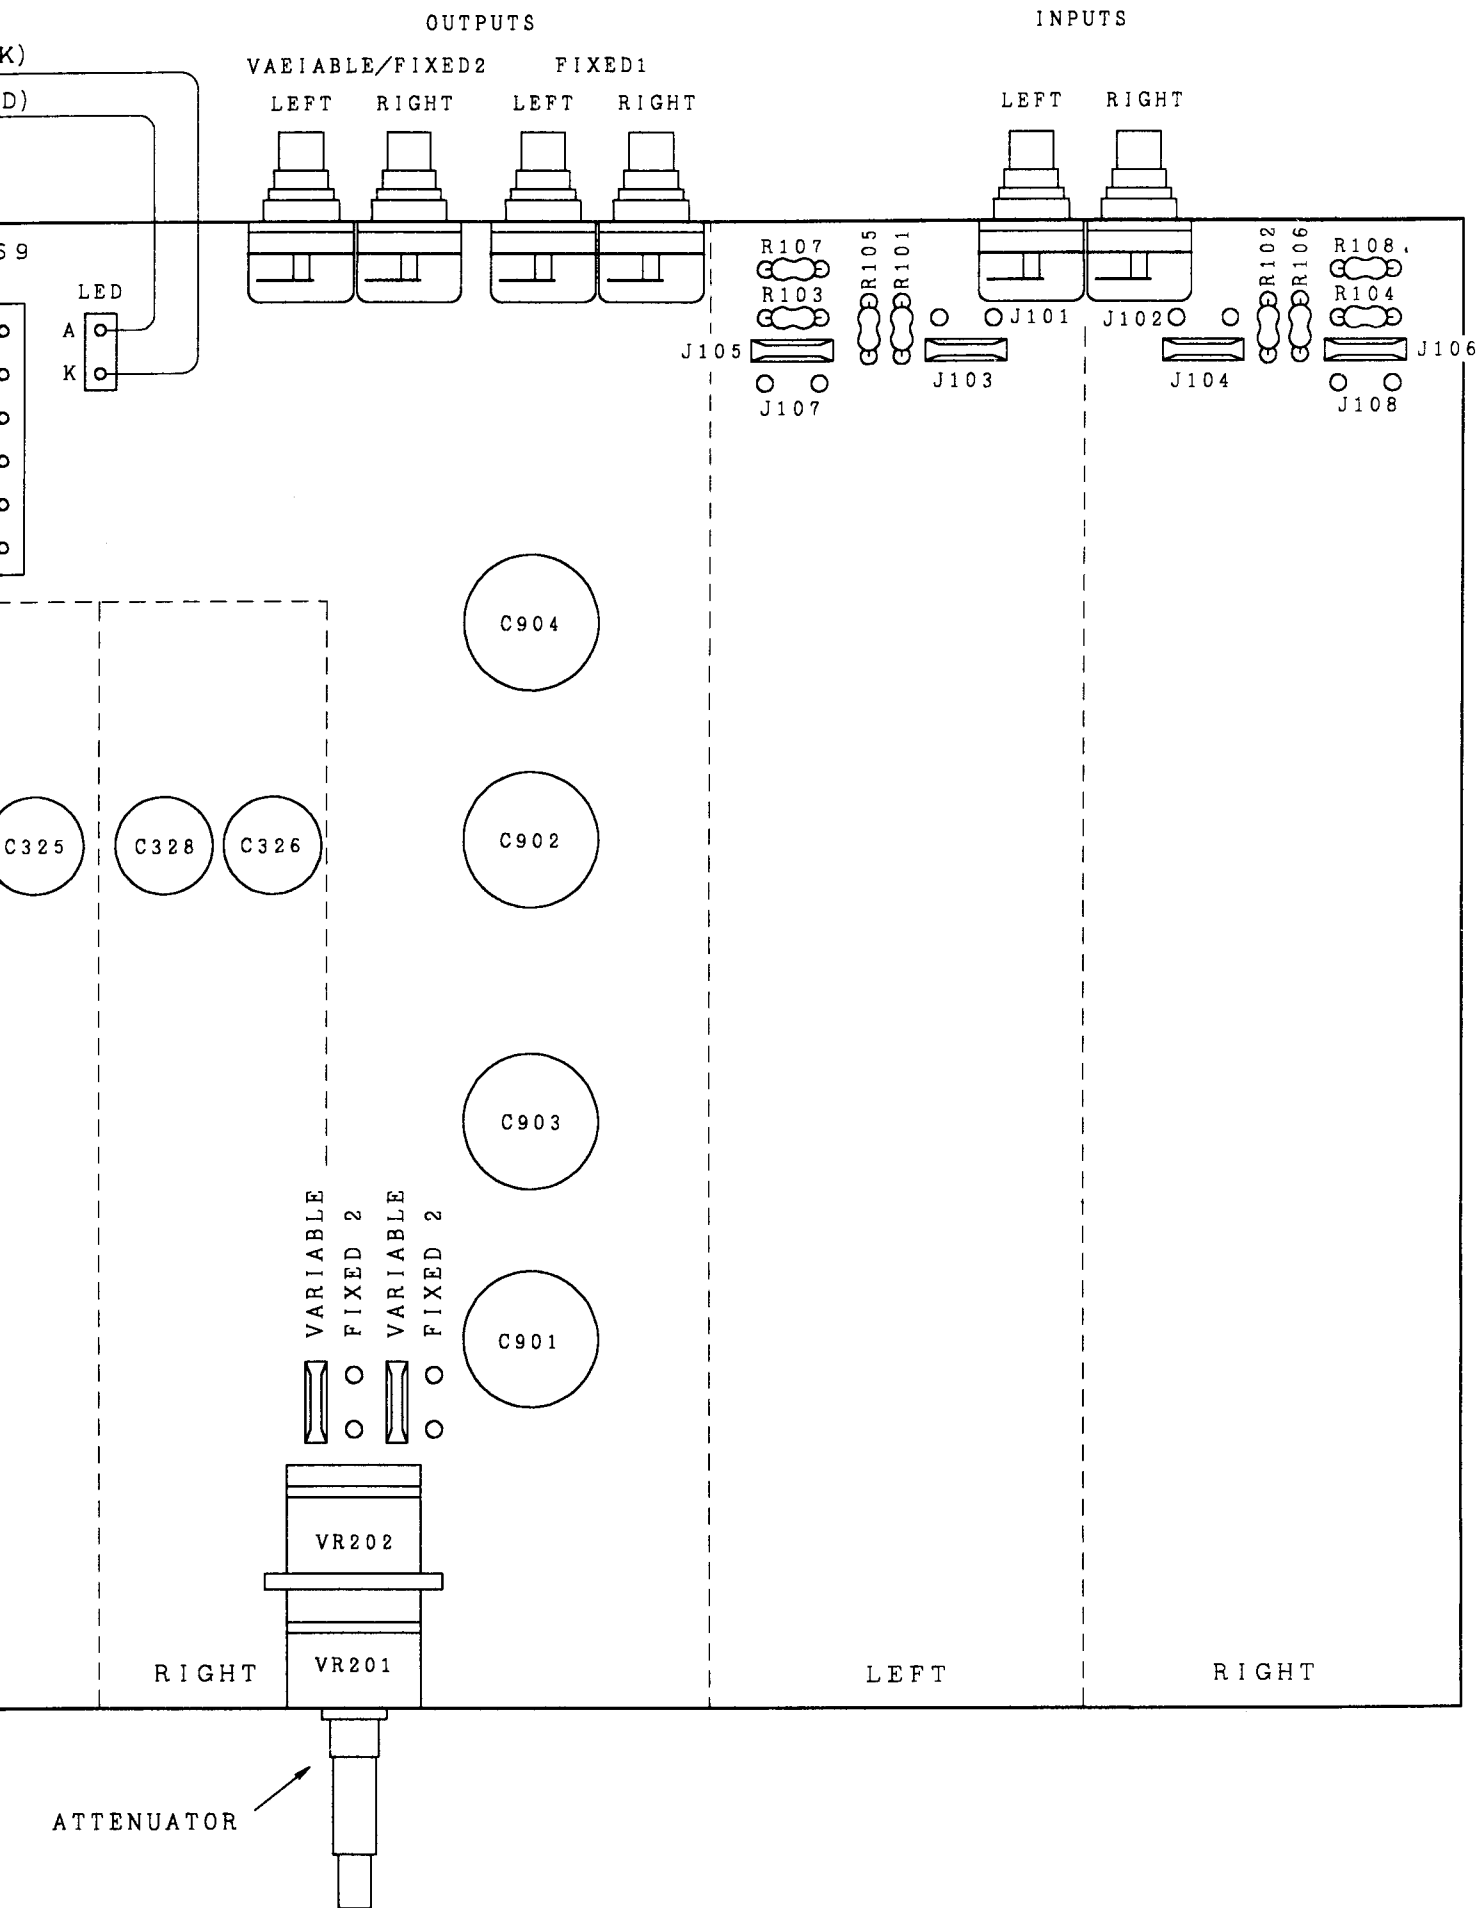 OUTPUTS
INPUTS
K)
VAEIABLE/FIXED2
FIXED1
D)
LEFT
RIGHT
LEFT
RIGHT
LEFT
RIGHT
S9
LED
A
K
R107
R103
R105
R101
J101
J102
R102
R106
R108
R104
J105
J103
J104
J106
J107
J108
C904
C902
C325
C328
C326
C903
VARIABLE
FIXED 2
VARIABLE
FIXED 2
C901
VR202
VR201
RIGHT
LEFT
RIGHT
ATTENUATOR